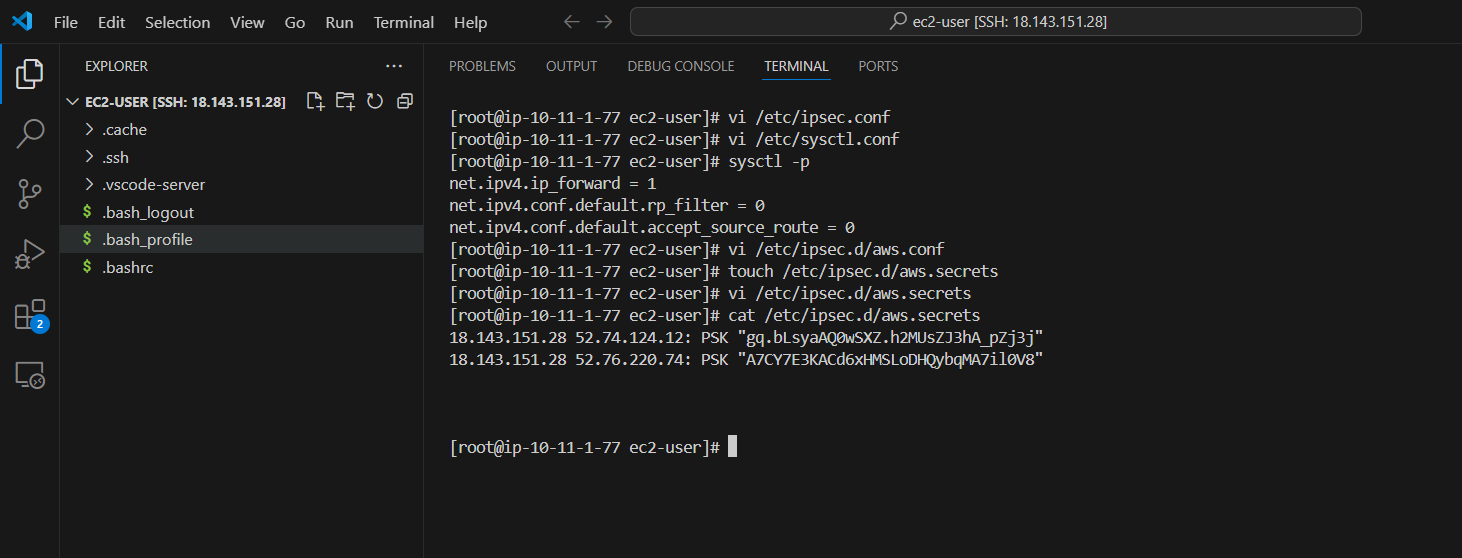 File Edit Selection View Go Run Terminal Help
ec2-user [SSH: 18.143.151.28]
EXPLORER
EC2-USER [SSH: 18.143.151.28]
.cache
.ssh
.vscode-server
$ .bash_logout
$ .bash_profile
$ .bashrc
2
PROBLEMS OUTPUT DEBUG CONSOLE TERMINAL PORTS
[root@ip-10-11-1-77 ec2-user]# vi /etc/ipsec.conf
[root@ip-10-11-1-77 ec2-user]# vi /etc/sysctl.conf
[root@ip-10-11-1-77 ec2-user]# sysctl -p
net.ipv4.ip_forward = 1
net.ipv4.conf.default.rp_filter = 0
net.ipv4.conf.default.accept_source_route = 0
[root@ip-10-11-1-77 ec2-user]# vi /etc/ipsec.d/aws.conf
[root@ip-10-11-1-77 ec2-user]# touch /etc/ipsec.d/aws.secrets
[root@ip-10-11-1-77 ec2-user]# vi /etc/ipsec.d/aws.secrets
[root@ip-10-11-1-77 ec2-user]# cat /etc/ipsec.d/aws.secrets
18.143.151.28 52.74.124.12: PSK "gq.bLsyaAQ0wSXZ.h2MUsZJ3hA_pZj3j"
18.143.151.28 52.76.220.74: PSK "A7CY7E3KACd6xHMSLoDHQybqMA7il0V8"
[root@ip-10-11-1-77 ec2-user]#